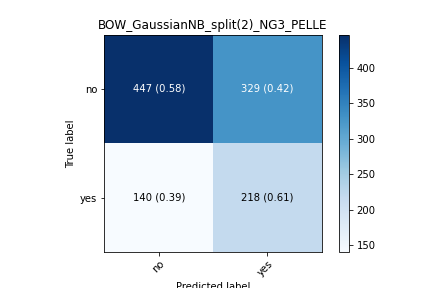 BOW_GaussianNB_split(2)_NG3_PELLE
no
447 (0.58)
329 (0.42)
yes
140 (0.39)
218 (0.61)
True label
no
yes
Predicted label
400
350
300
250
200
150